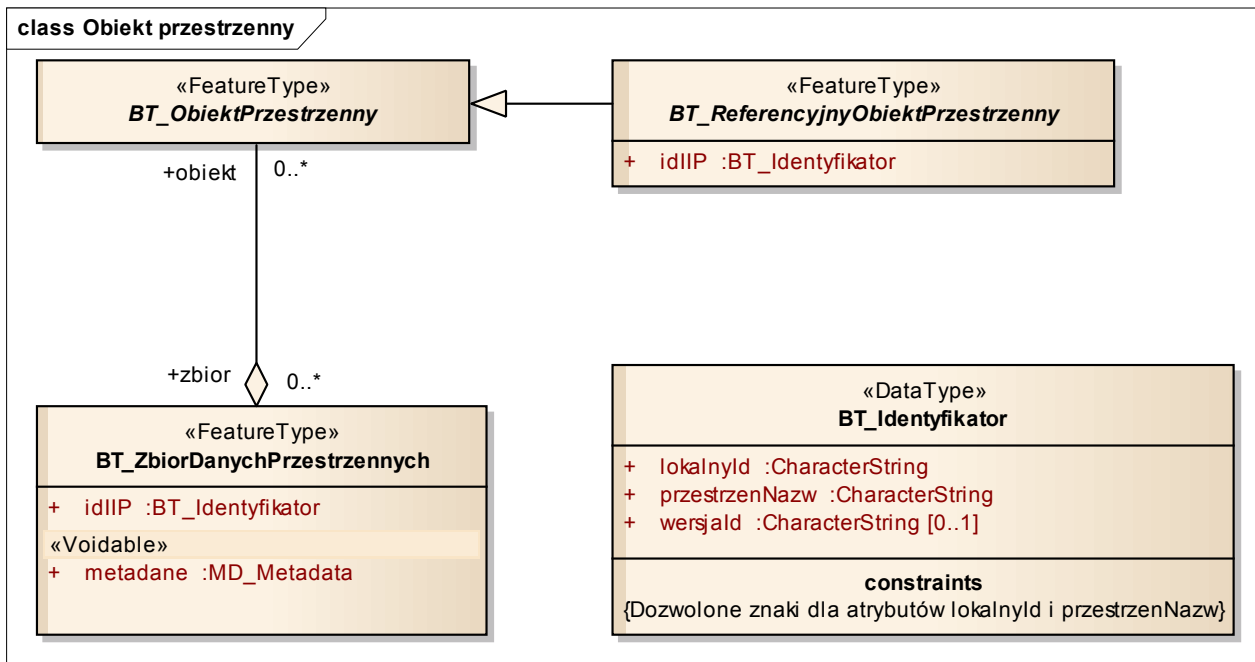 class Obiekt przestrzenny
«FeatureType»
BT_ObiektPrzestrzenny
«FeatureType»
BT_ReferencyjnyObiektPrzestrzenny
+ idIIP :BT_Identyfikator
+obiekt 0..*
+zbior 0..*
«FeatureType»
BT_ZbiorDanychPrzestrzennych
+ idIIP :BT_Identyfikator
«Voidable»
+ metadane :MD_Metadata
«DataType»
BT_Identyfikator
+ lokalnyId :CharacterString
+ przestrzenNazw :CharacterString
+ wersjaId :CharacterString [0..1]
constraints
{Dozwolone znaki dla atrybutów lokalnyId i przestrzenNazw}